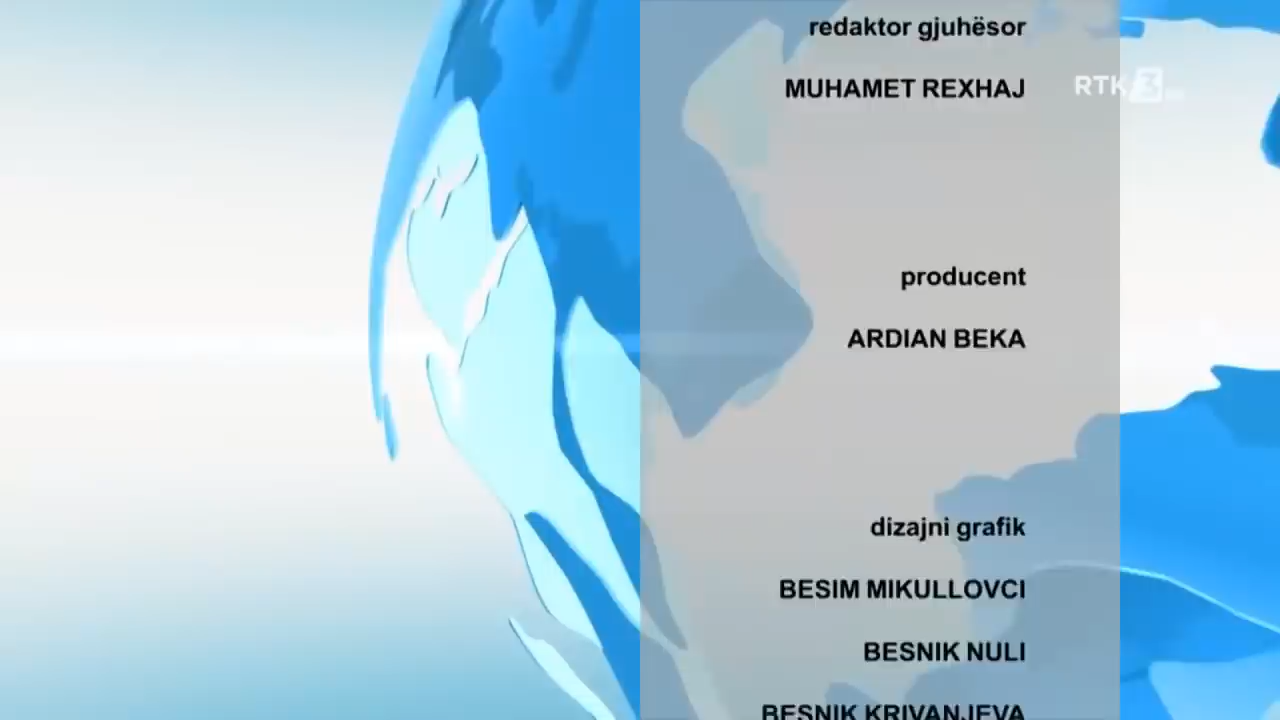 redaktor gjuhësor
MUHAMET REXHAJ
RTK 3
producent
ARDIAN BEKA
dizajni grafik
BESIM MIKULLOVCI
BESNIK NULI
BESNIK KRIVANJEVA